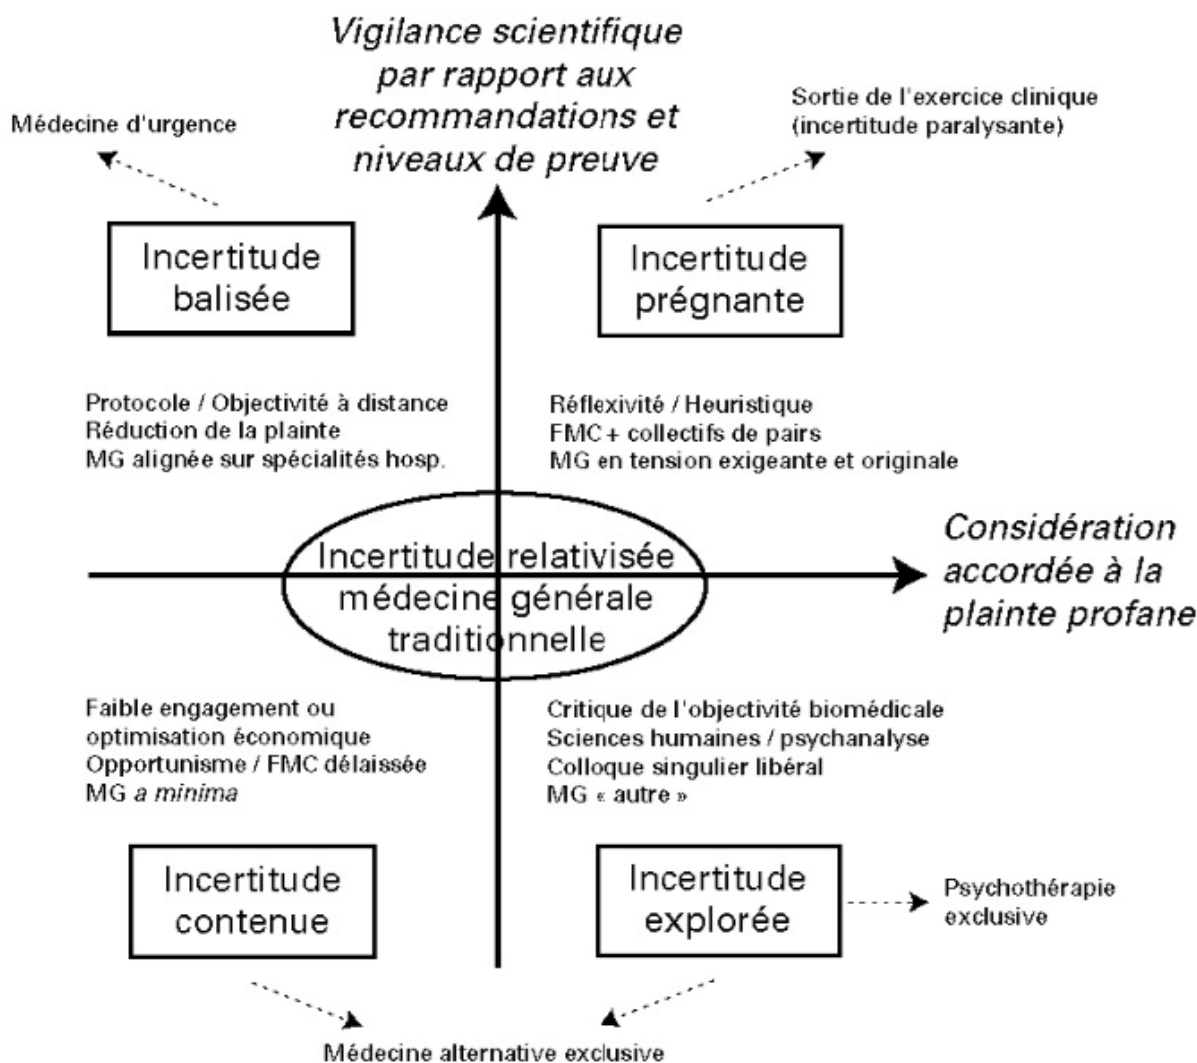 Vigilance scientifique
par rapport aux
recommandations et
niveaux de preuve
Médecine d'urgence
Sortie de l'exercice clinique
(incertitude paralysante)
Incertitude
balisée
Incertitude
prégnante
Protocole / Objectivité à distance
Réduction de la plainte
MG alignée sur spécialités hosp.
Réflexivité / Heuristique
FMC + collectifs de pairs
MG en tension exigeante et originale
Incertitude relativisée
médecine générale
traditionnelle
Considération
accordée à la
plainte profane
Faible engagement ou
optimisation économique
Opportunisme / FMC délaissée
MG a minima
Critique de l'objectivité biomédicale
Sciences humaines / psychanalyse
Colloque singulier libéral
MG « autre »
Incertitude
contenue
Incertitude
explorée
Psychothérapie
exclusive
Médecine alternative exclusive